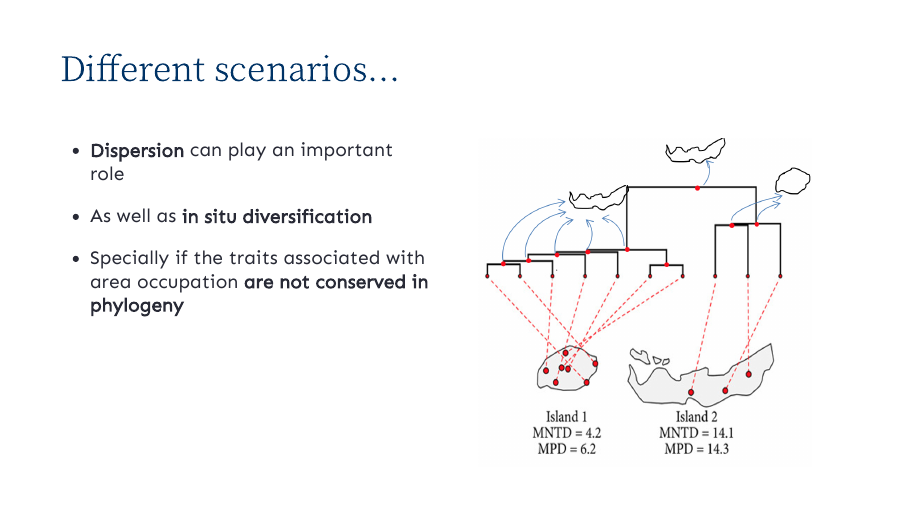 Different scenarios...
• Dispersion can play an important
role
• As well as in situ diversification
• Specially if the traits associated with
area occupation are not conserved in
phylogeny
Island 1
MNTD = 4.2
MPD = 6.2
Island 2
MNTD = 14.1
MPD = 14.3